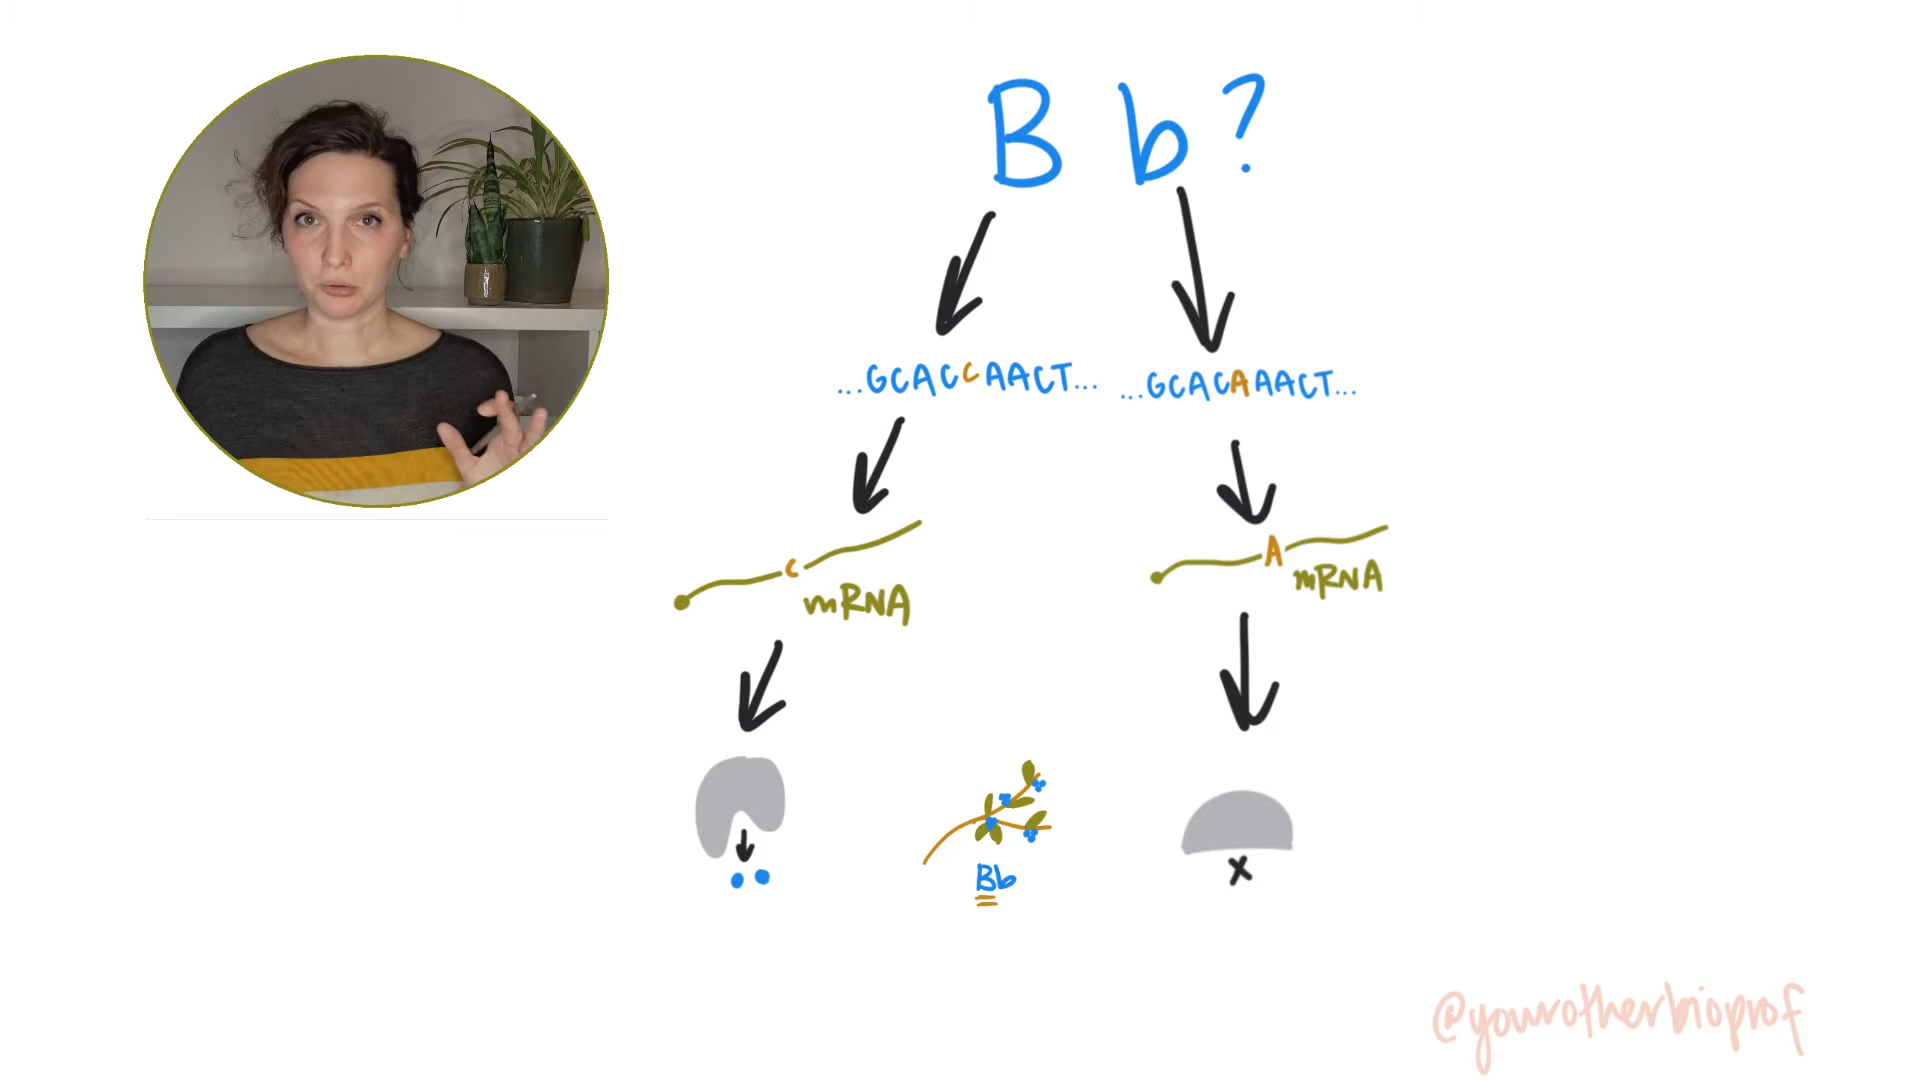 B b?
...GCACCAACT... ...GCACAAACT...
C
mRNA
A
mRNA
Bb
x
@yourotherbioprof